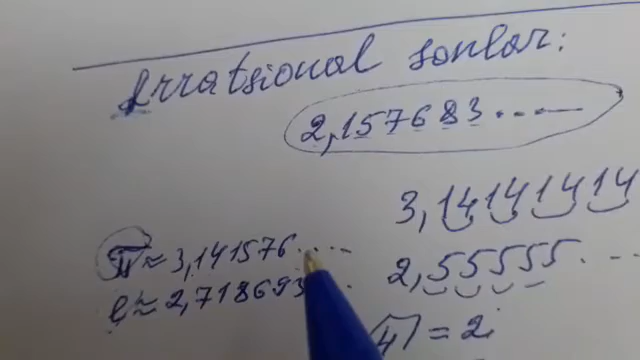 Irratsional sonlar:
2,157683......
3,14141414
π ≈ 3,141576.....
2,55555....
e ≈ 2,718693.
√4 = 2;